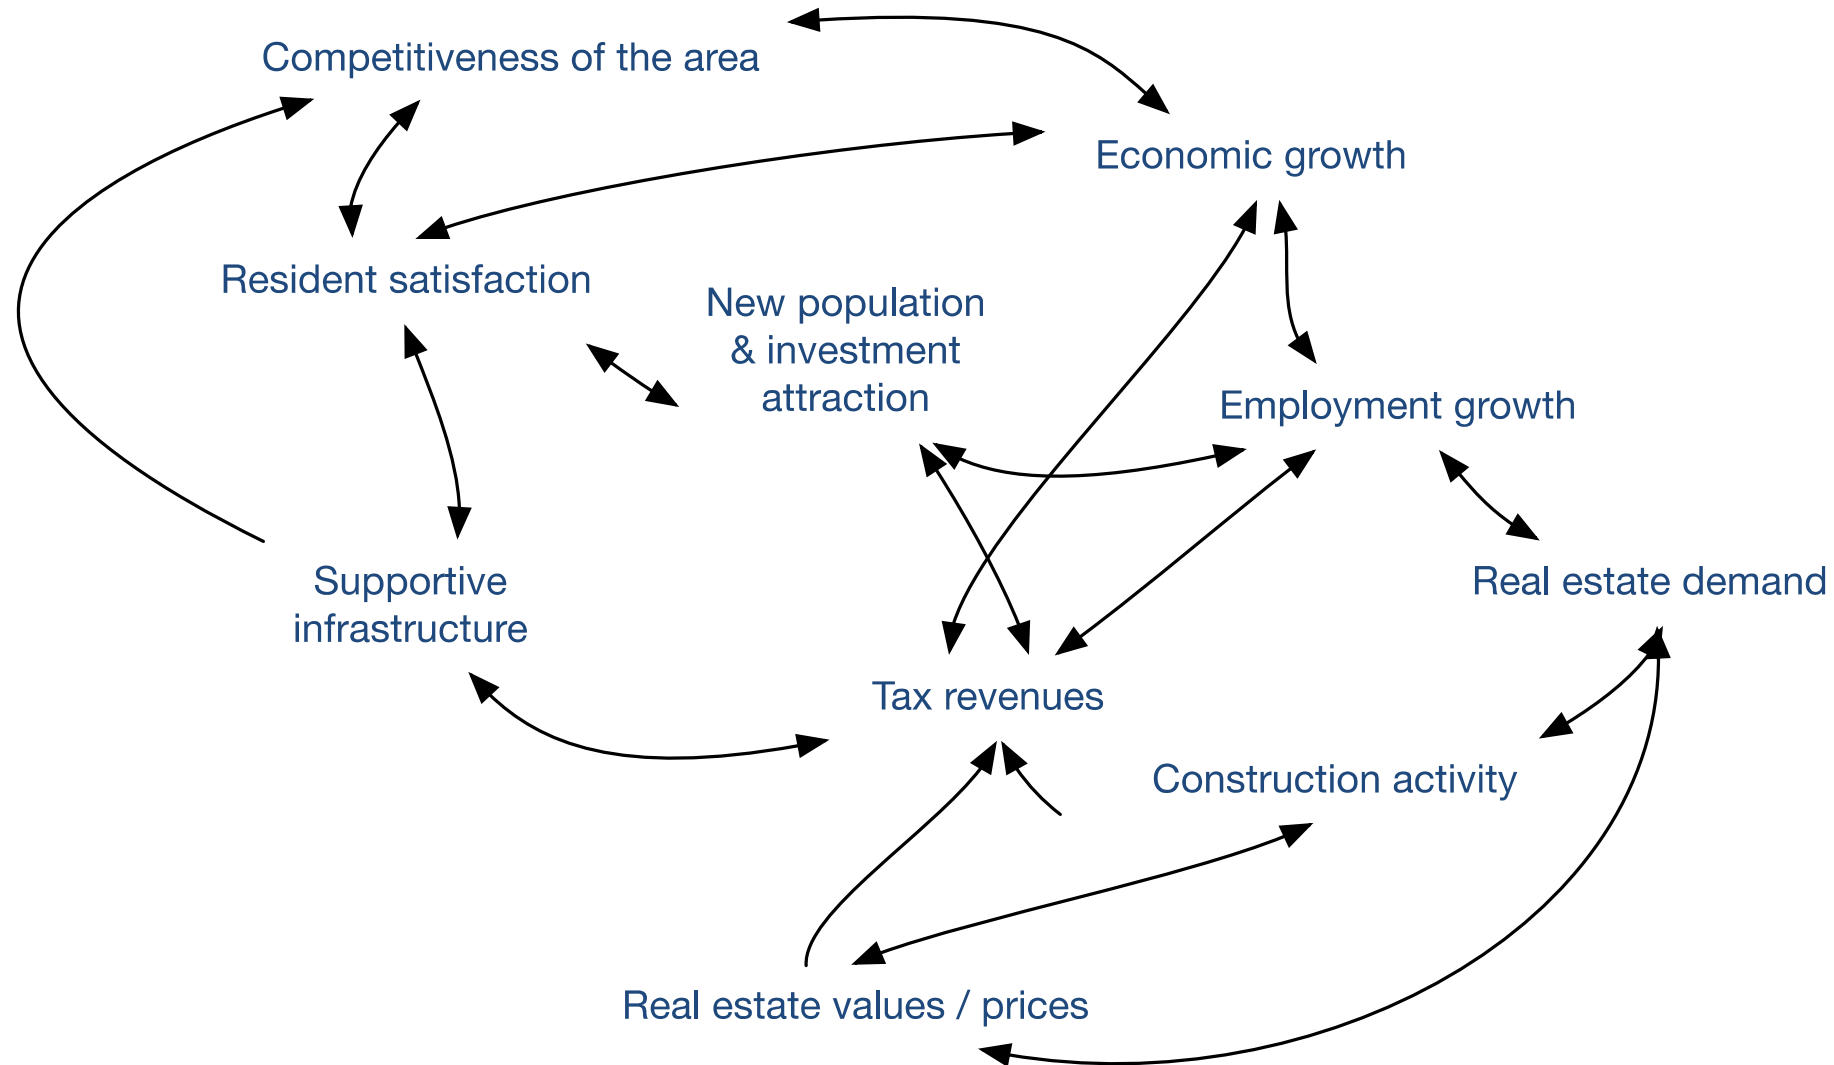 Competitiveness of the area
Economic growth
Resident satisfaction
New population
& investment
attraction
Employment growth
Supportive
infrastructure
Real estate demand
Tax revenues
Construction activity
Real estate values / prices